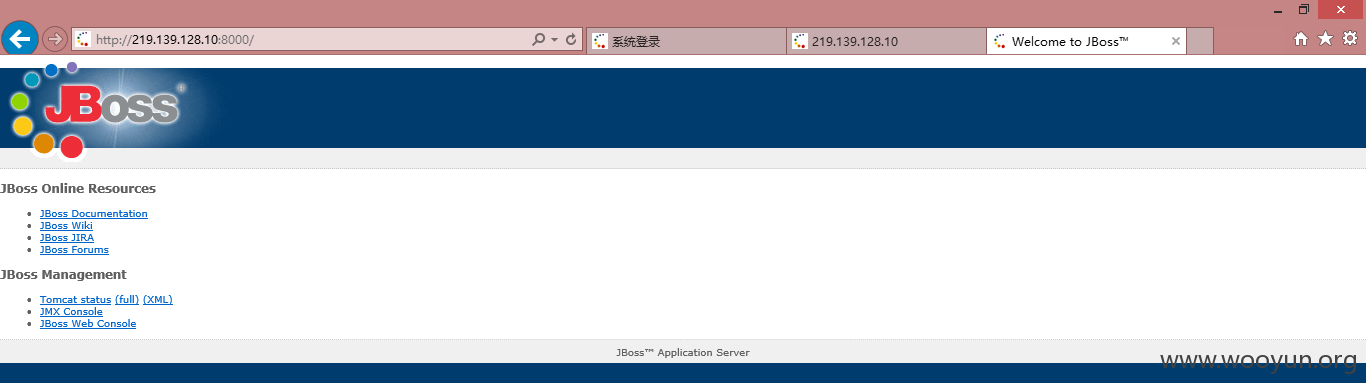 http://219.139.128.10:8000/
系统登录
219.139.128.10
Welcome to JBoss™
JBoss®
JBoss Online Resources
JBoss Documentation
JBoss Wiki
JBoss JIRA
JBoss Forums
JBoss Management
Tomcat status (full) (XML)
JMX Console
JBoss Web Console
JBoss™ Application Server
www.wooyun.org